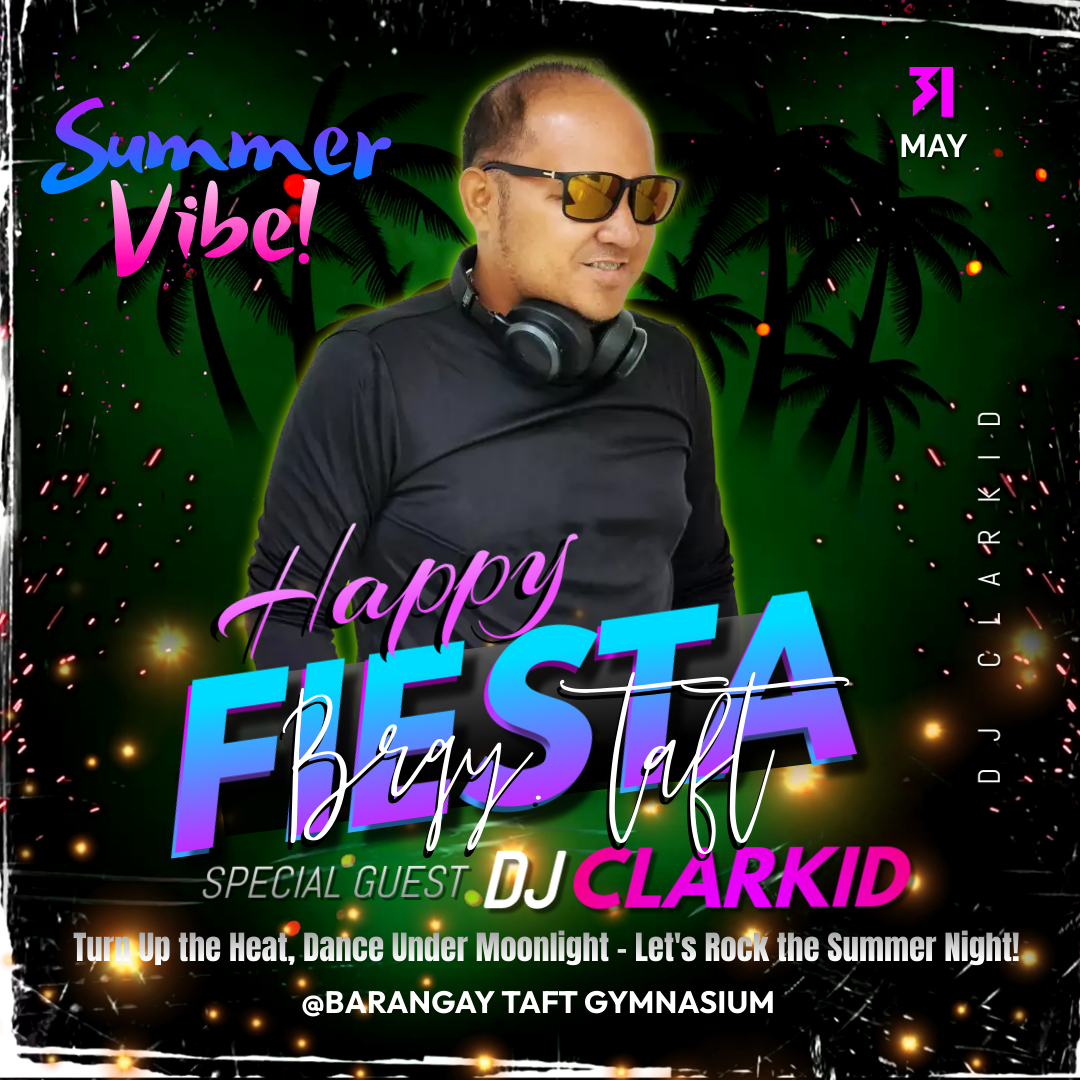 Summer
Vibe!
31
MAY
DJ CLARKID
Happy
FIESTA
Brgy. Taft
SPECIAL GUEST DJ CLARKID
Turn Up the Heat, Dance Under Moonlight - Let's Rock the Summer Night!
@BARANGAY TAFT GYMNASIUM